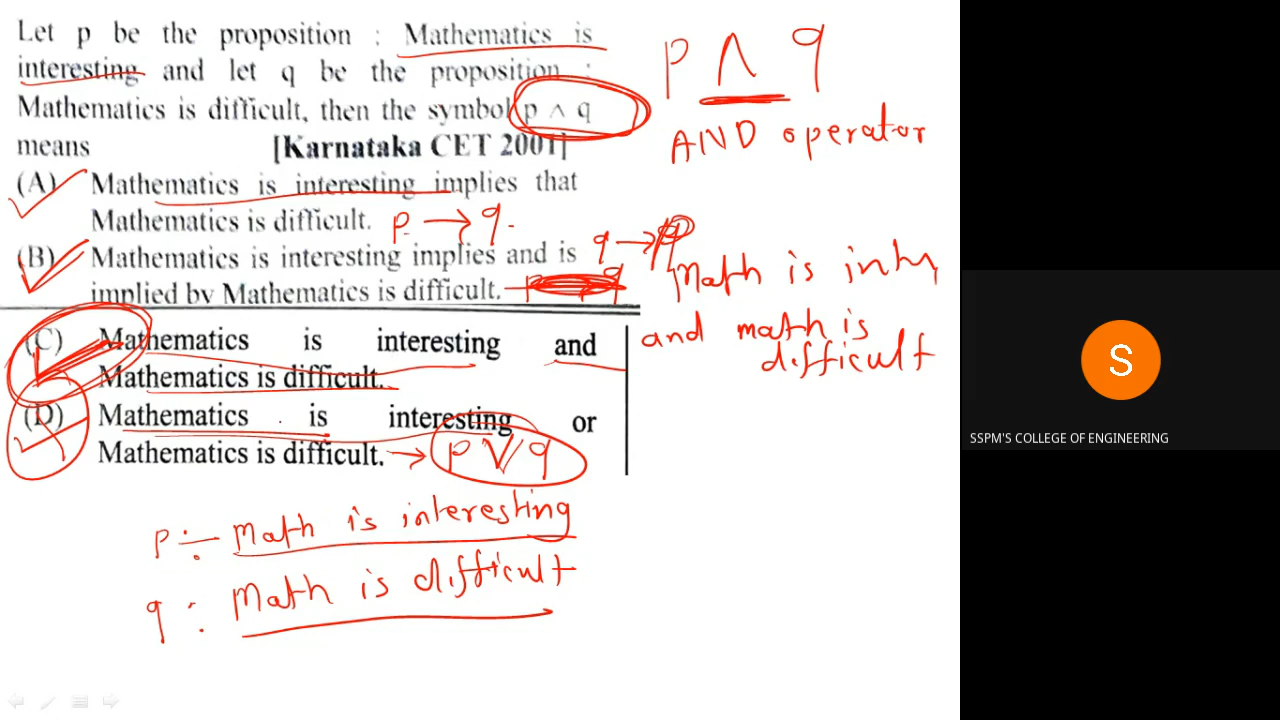 Let p be the proposition : Mathematics is
interesting and let q be the proposition :
Mathematics is difficult, then the symbol p ∧ q
means [Karnataka CET 2001]
(A) Mathematics is interesting implies that
Mathematics is difficult. p → q.
(B) Mathematics is interesting implies and is
implied by Mathematics is difficult.
(C) Mathematics is interesting and
Mathematics is difficult.
(D) Mathematics is interesting or
Mathematics is difficult. → p ∨ q
p : math is interesting
q : Math is difficult
p ∧ q
AND operator
q → p
Math is
and math is
difficult
S
SSPM'S COLLEGE OF ENGINEERING